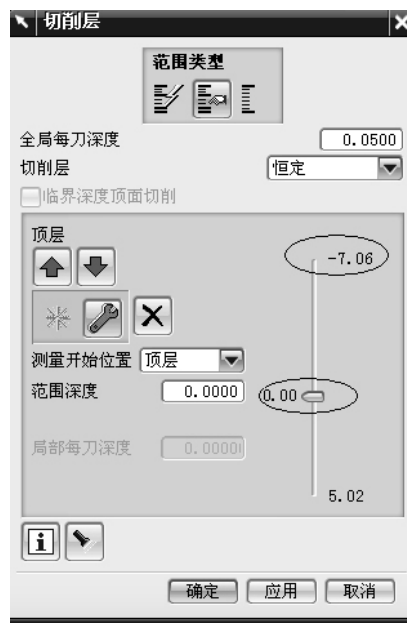 切削层
范围类型
全局每刀深度 0.0500
切削层 恒定
临界深度顶面切削
顶层
-7.06
测量开始位置 顶层
范围深度 0.0000 0.00
局部每刀深度 0.0000
5.02
确定 应用 取消